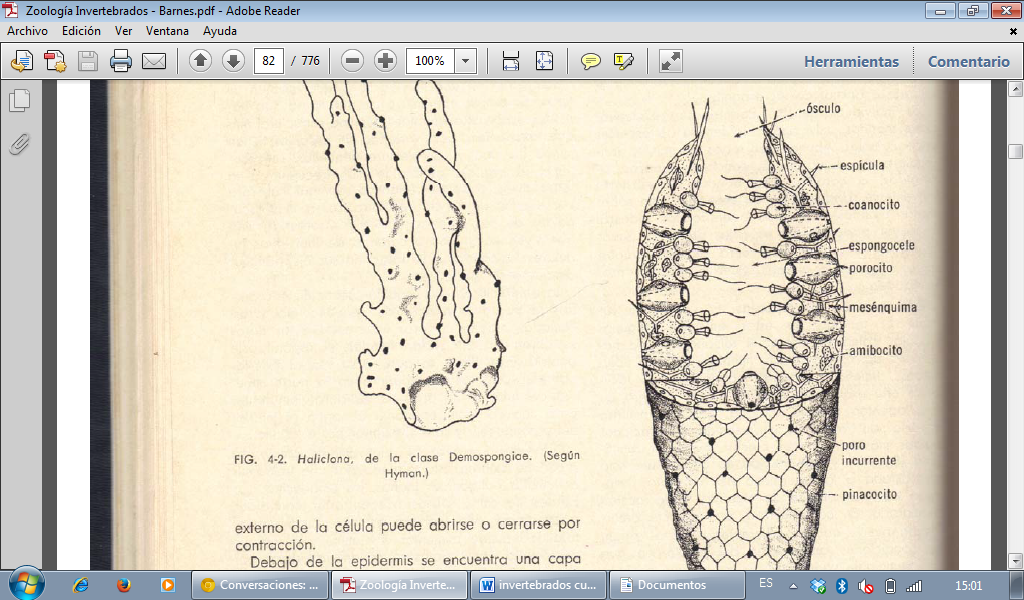 Zoología Invertebrados - Barnes.pdf - Adobe Reader
Archivo Edición Ver Ventana Ayuda
82 / 776 100% Herramientas Comentario
ósculo
espícula
coanocito
espongocele
porocito
mesénquima
amibocito
poro
incurrente
pinacocito
FIG. 4-2. Haliclona, de la clase Demospongiae. (Según
Hyman.)
externo de la célula puede abrirse o cerrarse por
contracción.
Debajo de la epidermis se encuentra una capa
Conversaciones: ... Zoología Inverte... invertebrados cu... Documentos ES 15:01